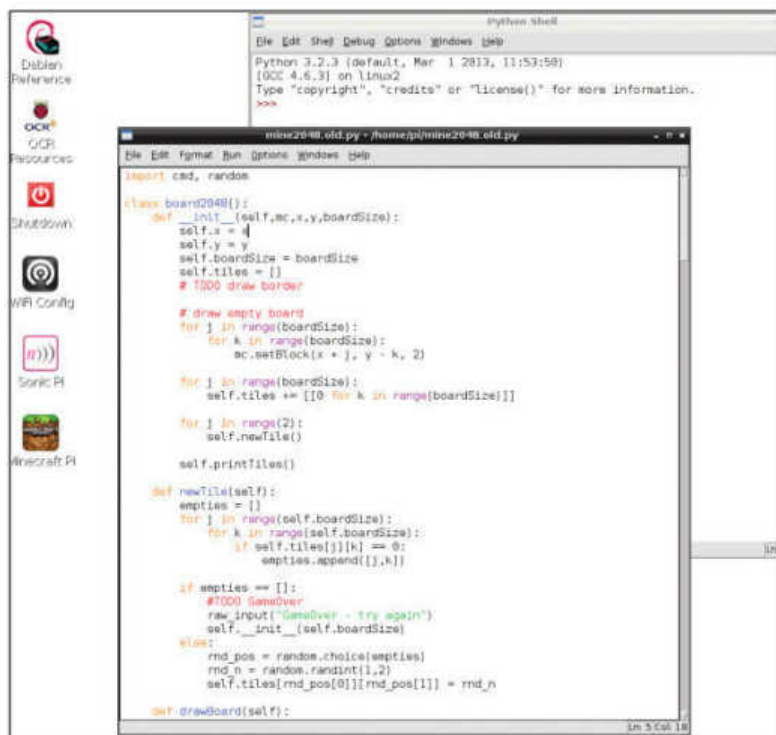 Debian
Reference
OCR
OCR
Resources
Shutdown
WiFi Config
Sonic Pi
Minecraft Pi
Python Shell
File Edit Shell Debug Options Windows Help
Python 3.2.3 (default, Mar 1 2013, 11:53:50)
[GCC 4.6.3] on linux2
Type "copyright", "credits" or "license()" for more information.
>>>
Ln
mine2048.old.py - /home/pi/mine2048.old.py
File Edit Format Run Options Windows Help
import cmd, random
class board2048():
    def __init__(self,mc,x,y,boardSize):
        self.x = x
        self.y = y
        self.boardSize = boardSize
        self.tiles = []
        # TODO draw border
        # draw empty board
        for j in range(boardSize):
            for k in range(boardSize):
                mc.setBlock(x + j, y - k, 2)
        for j in range(boardSize):
            self.tiles += [[0 for k in range(boardSize)]]
        for j in range(2):
            self.newTile()
        self.printTiles()
    def newTile(self):
        empties = []
        for j in range(self.boardSize):
            for k in range(self.boardSize):
                if self.tiles[j][k] == 0:
                    empties.append([j,k])
        if empties == []:
            #TODO GameOver
            raw_input("GameOver - try again")
            self.__init__(self.boardSize)
        else:
            rnd_pos = random.choice(empties)
            rnd_n = random.randint(1,2)
            self.tiles[rnd_pos[0]][rnd_pos[1]] = rnd_n
    def drawBoard(self):
Ln 5 Col 18